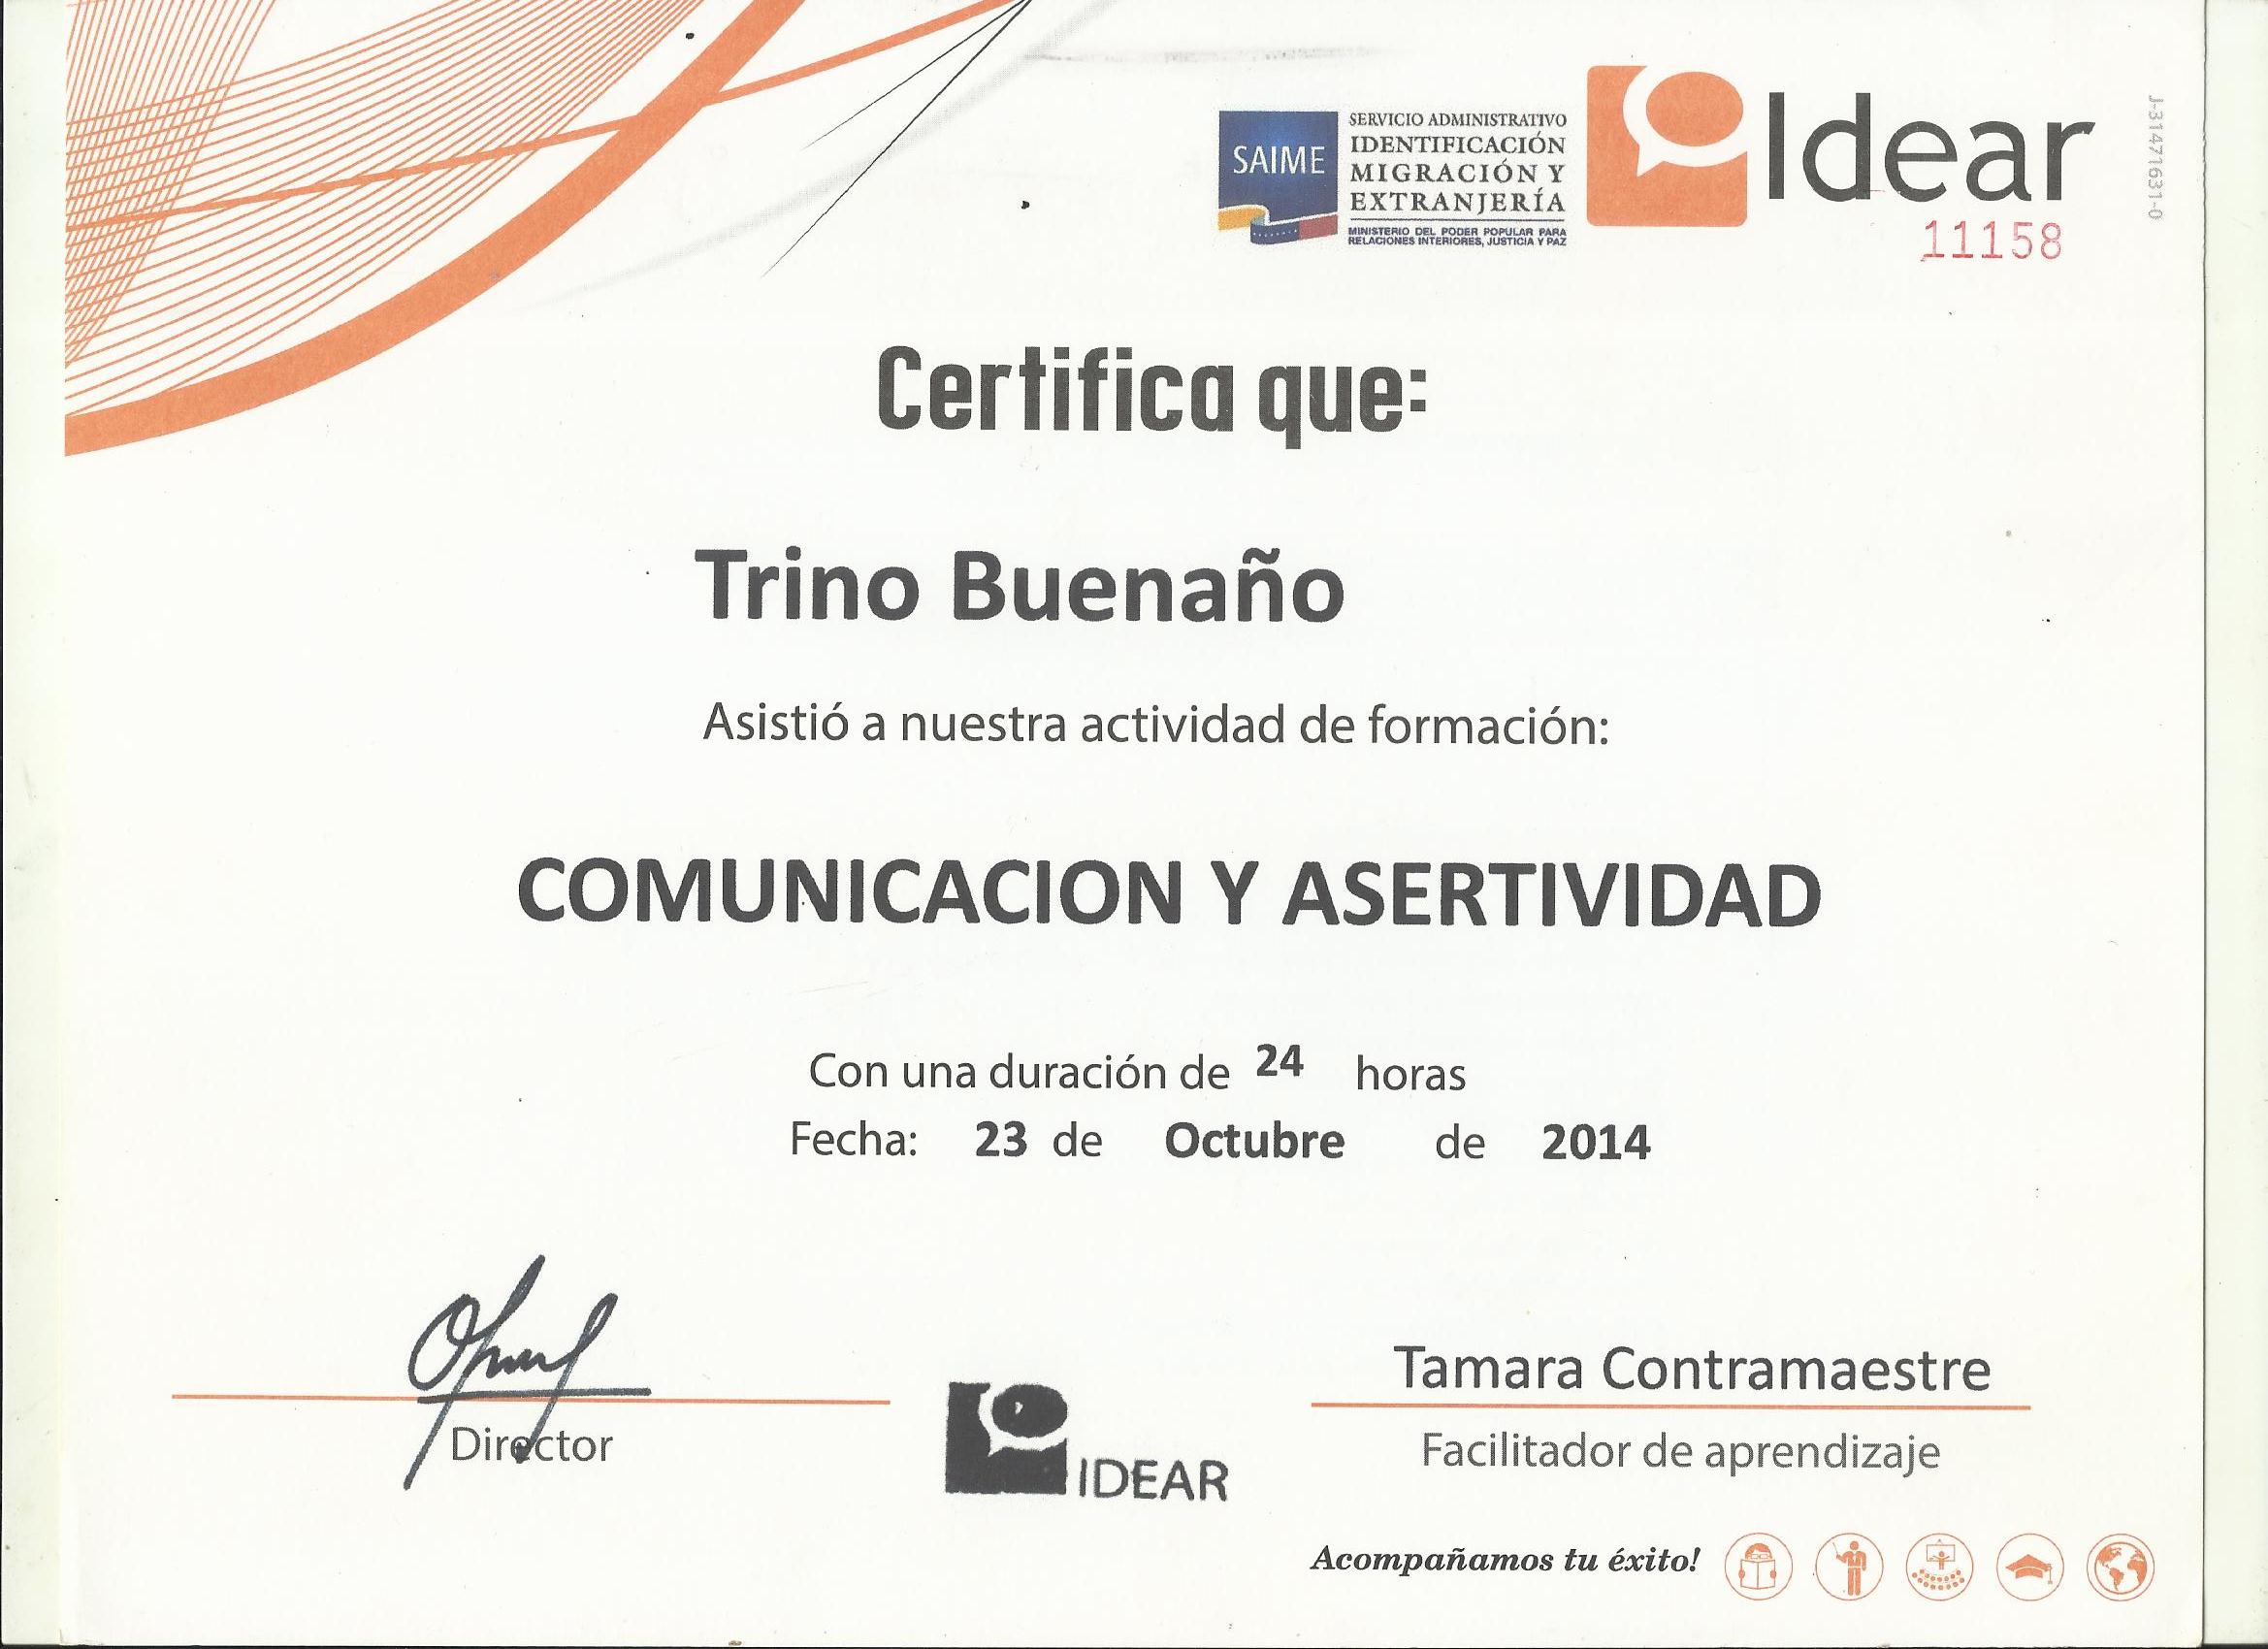 SAIME
SERVICIO ADMINISTRATIVO
IDENTIFICACIÓN
MIGRACIÓN Y
EXTRANJERÍA
MINISTERIO DEL PODER POPULAR PARA
RELACIONES INTERIORES, JUSTICIA Y PAZ
Idear
J-31471631-0
11158
Certifica que:
Trino Buenaño
Asistió a nuestra actividad de formación:
COMUNICACION Y ASERTIVIDAD
Con una duración de 24 horas
Fecha: 23 de Octubre de 2014
Tamara Contramaestre
Director
Facilitador de aprendizaje
IDEAR
Acompañamos tu éxito!